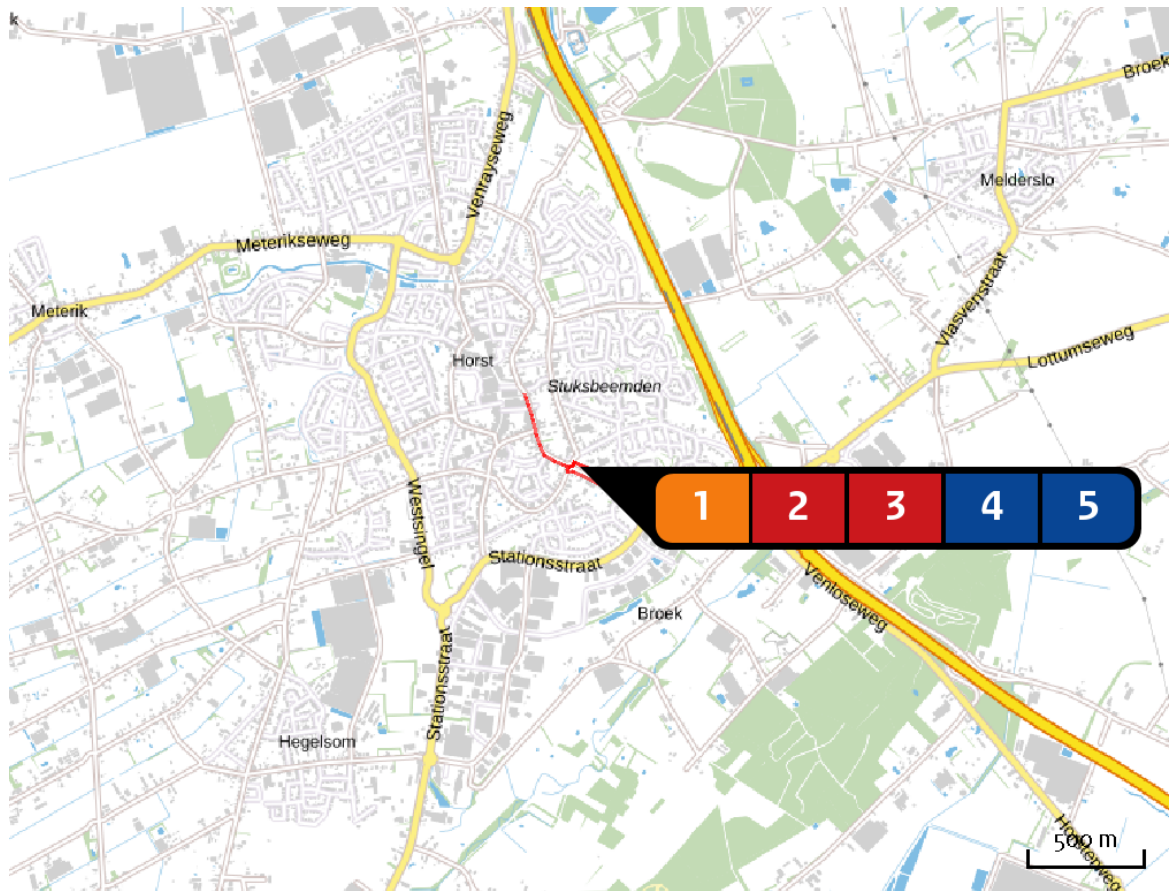 k
Broek
Venrayseweg
Melderslo
Meterikseweg
Meterik
Vlasvenstraat
Lottumseweg
Horst
Stuksbeemden
1 2 3 4 5
Westsingel
Stationsstraat
Venloseweg
Broek
Stationsstraat
Hegelsom
500 m